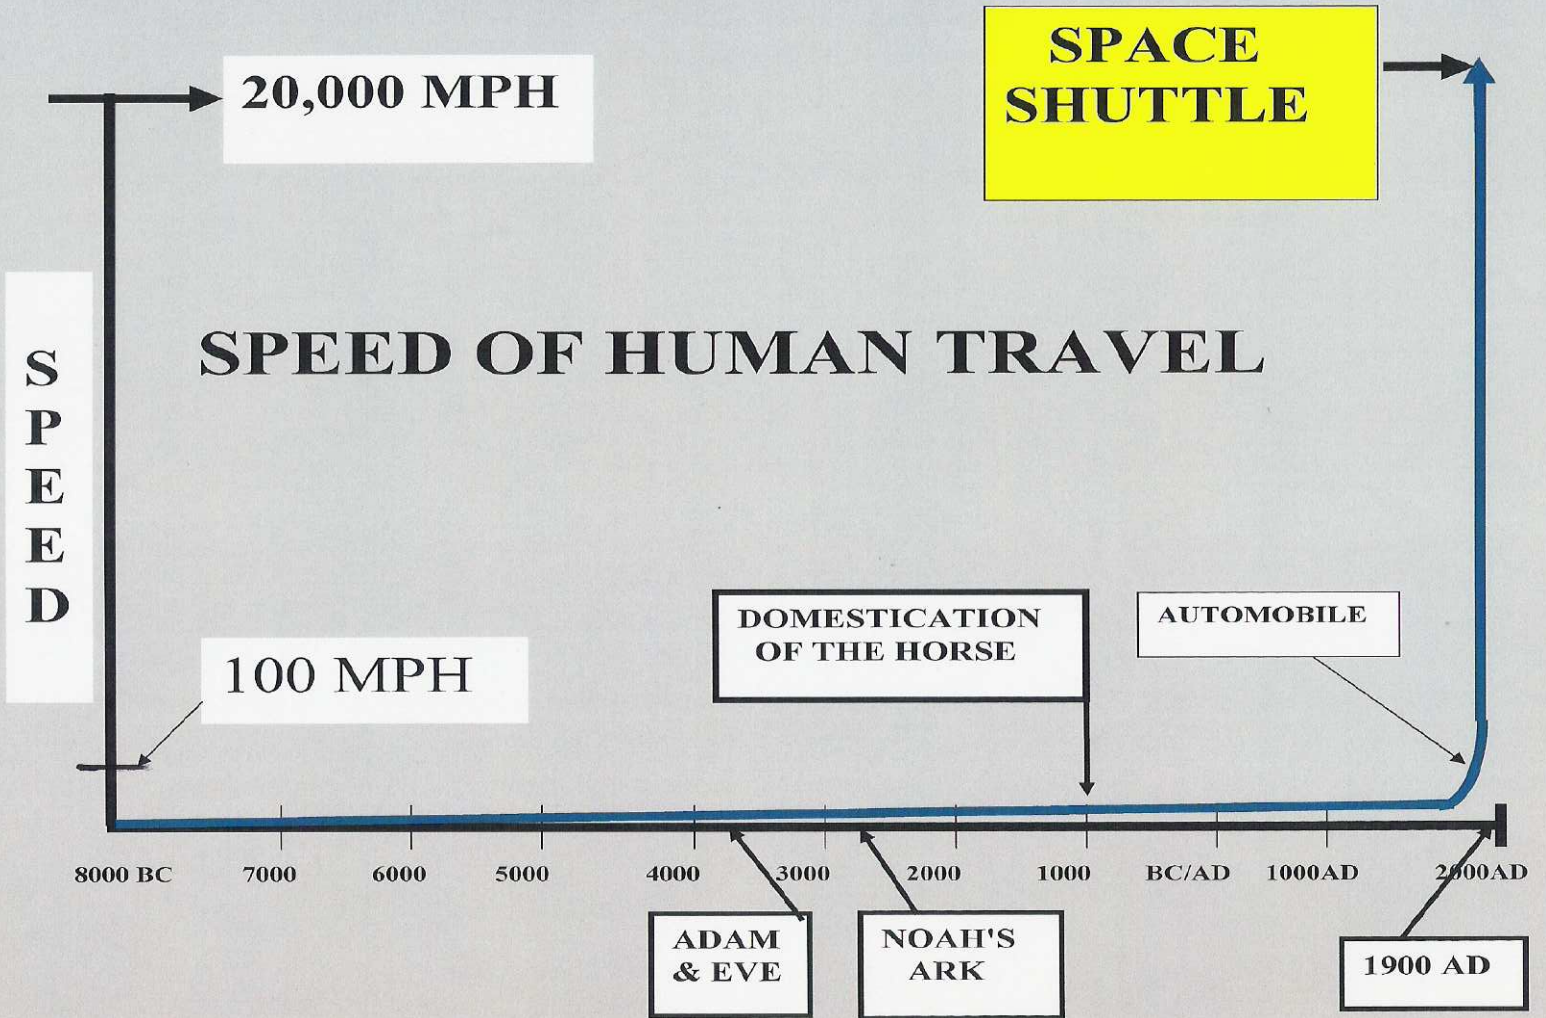 SPACE
SHUTTLE
20,000 MPH
SPEED OF HUMAN TRAVEL
SPEED
DOMESTICATION
OF THE HORSE
AUTOMOBILE
100 MPH
8000 BC 7000 6000 5000 4000 3000 2000 1000 BC/AD 1000AD 2000AD
ADAM
& EVE
NOAH'S
ARK
1900 AD